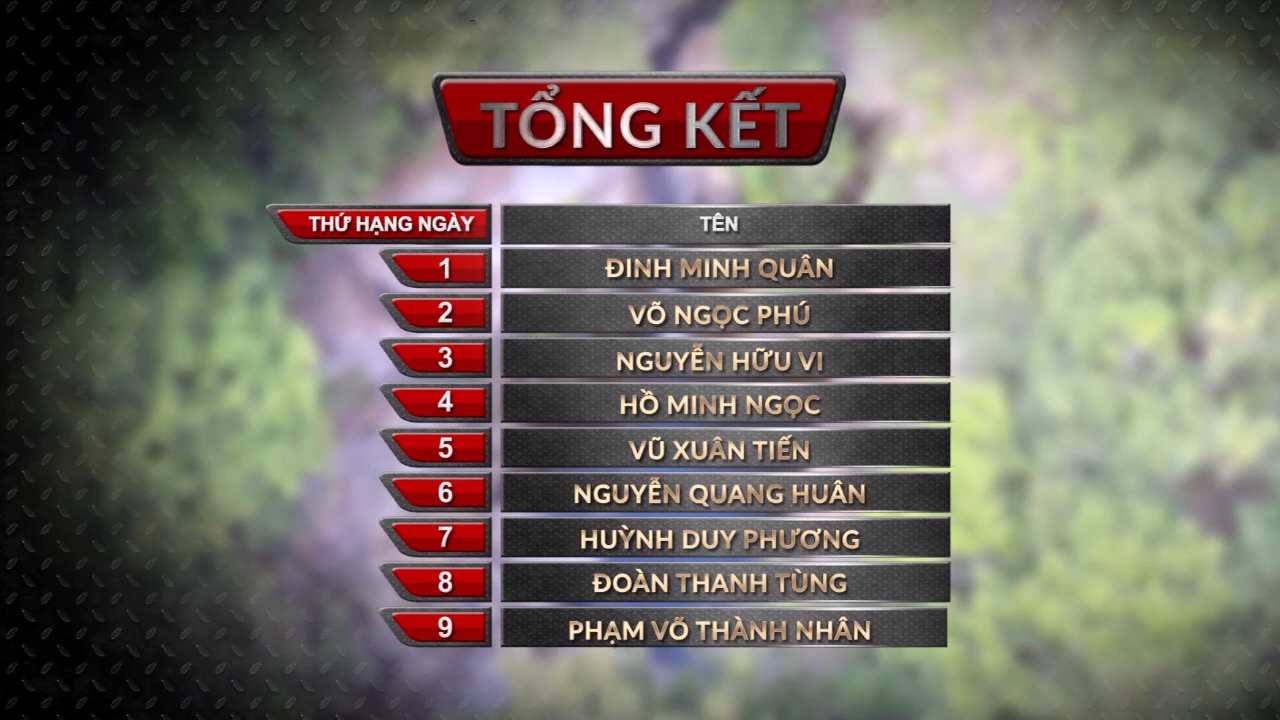 TỔNG KẾT
THỨ HẠNG NGÀY TÊN
1 ĐINH MINH QUÂN
2 VÕ NGỌC PHÚ
3 NGUYỄN HỮU VI
4 HỒ MINH NGỌC
5 VŨ XUÂN TIẾN
6 NGUYỄN QUANG HUÂN
7 HUỲNH DUY PHƯƠNG
8 ĐOÀN THANH TÙNG
9 PHẠM VÕ THÀNH NHÂN